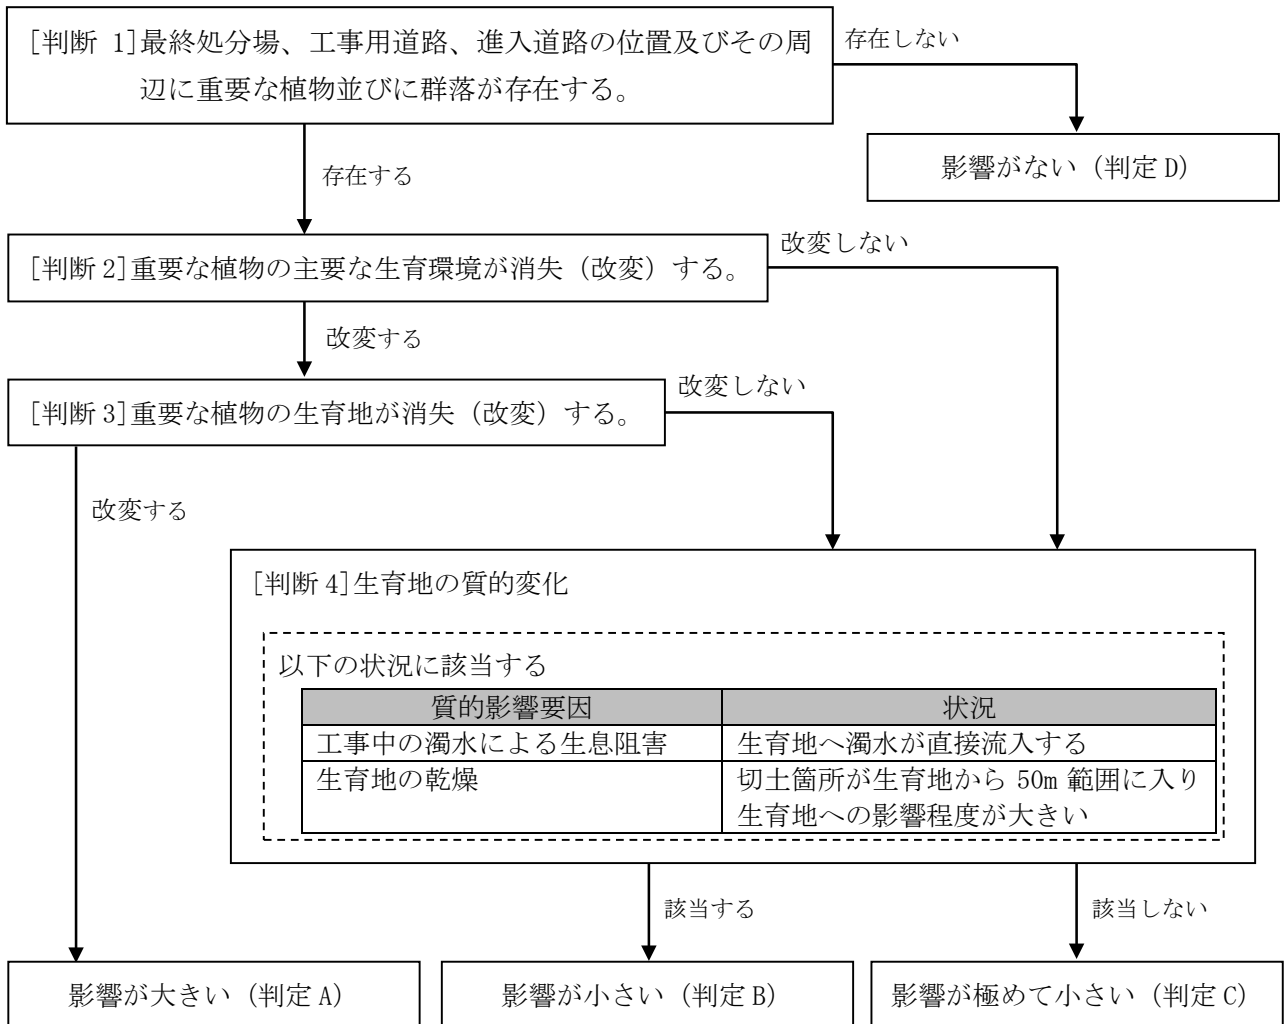 [判断 1]最終処分場、工事用道路、進入道路の位置及びその周
辺に重要な植物並びに群落が存在する。
存在しない
影響がない（判定 D）
存在する
[判断 2]重要な植物の主要な生育環境が消失（改変）する。
改変しない
改変する
[判断 3]重要な植物の生育地が消失（改変）する。
改変しない
改変する
[判断 4]生育地の質的変化
以下の状況に該当する
質的影響要因 状況
工事中の濁水による生息阻害 生育地へ濁水が直接流入する
生育地の乾燥 切土箇所が生育地から 50m 範囲に入り
生育地への影響程度が大きい
該当する
該当しない
影響が大きい（判定 A）
影響が小さい（判定 B）
影響が極めて小さい（判定 C）